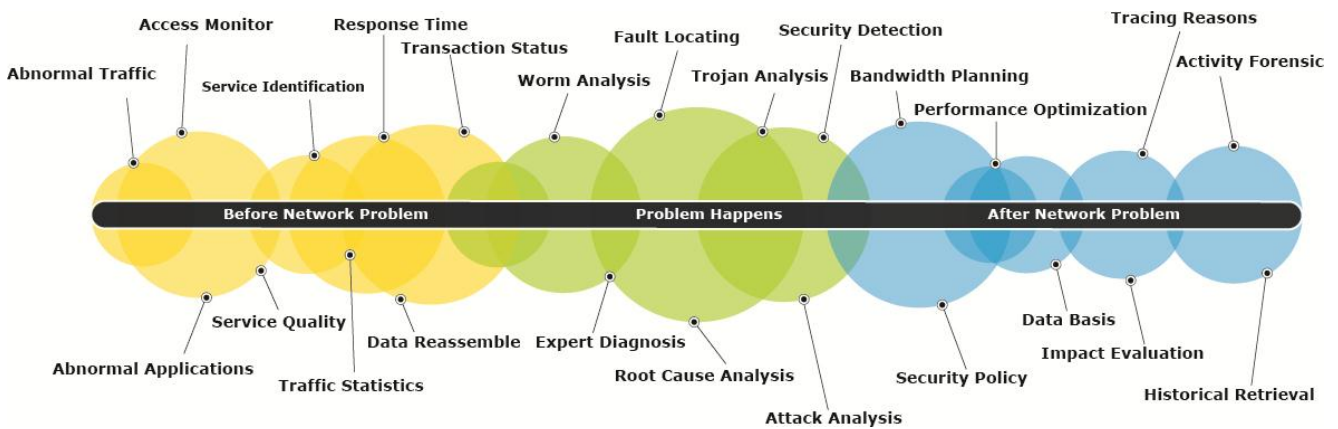 Access Monitor
Abnormal Traffic
Service Identification
Response Time
Transaction Status
Worm Analysis
Fault Locating
Trojan Analysis
Security Detection
Bandwidth Planning
Performance Optimization
Tracing Reasons
Activity Forensic
Before Network Problem
Problem Happens
After Network Problem
Abnormal Applications
Service Quality
Traffic Statistics
Data Reassemble
Expert Diagnosis
Root Cause Analysis
Attack Analysis
Security Policy
Data Basis
Impact Evaluation
Historical Retrieval